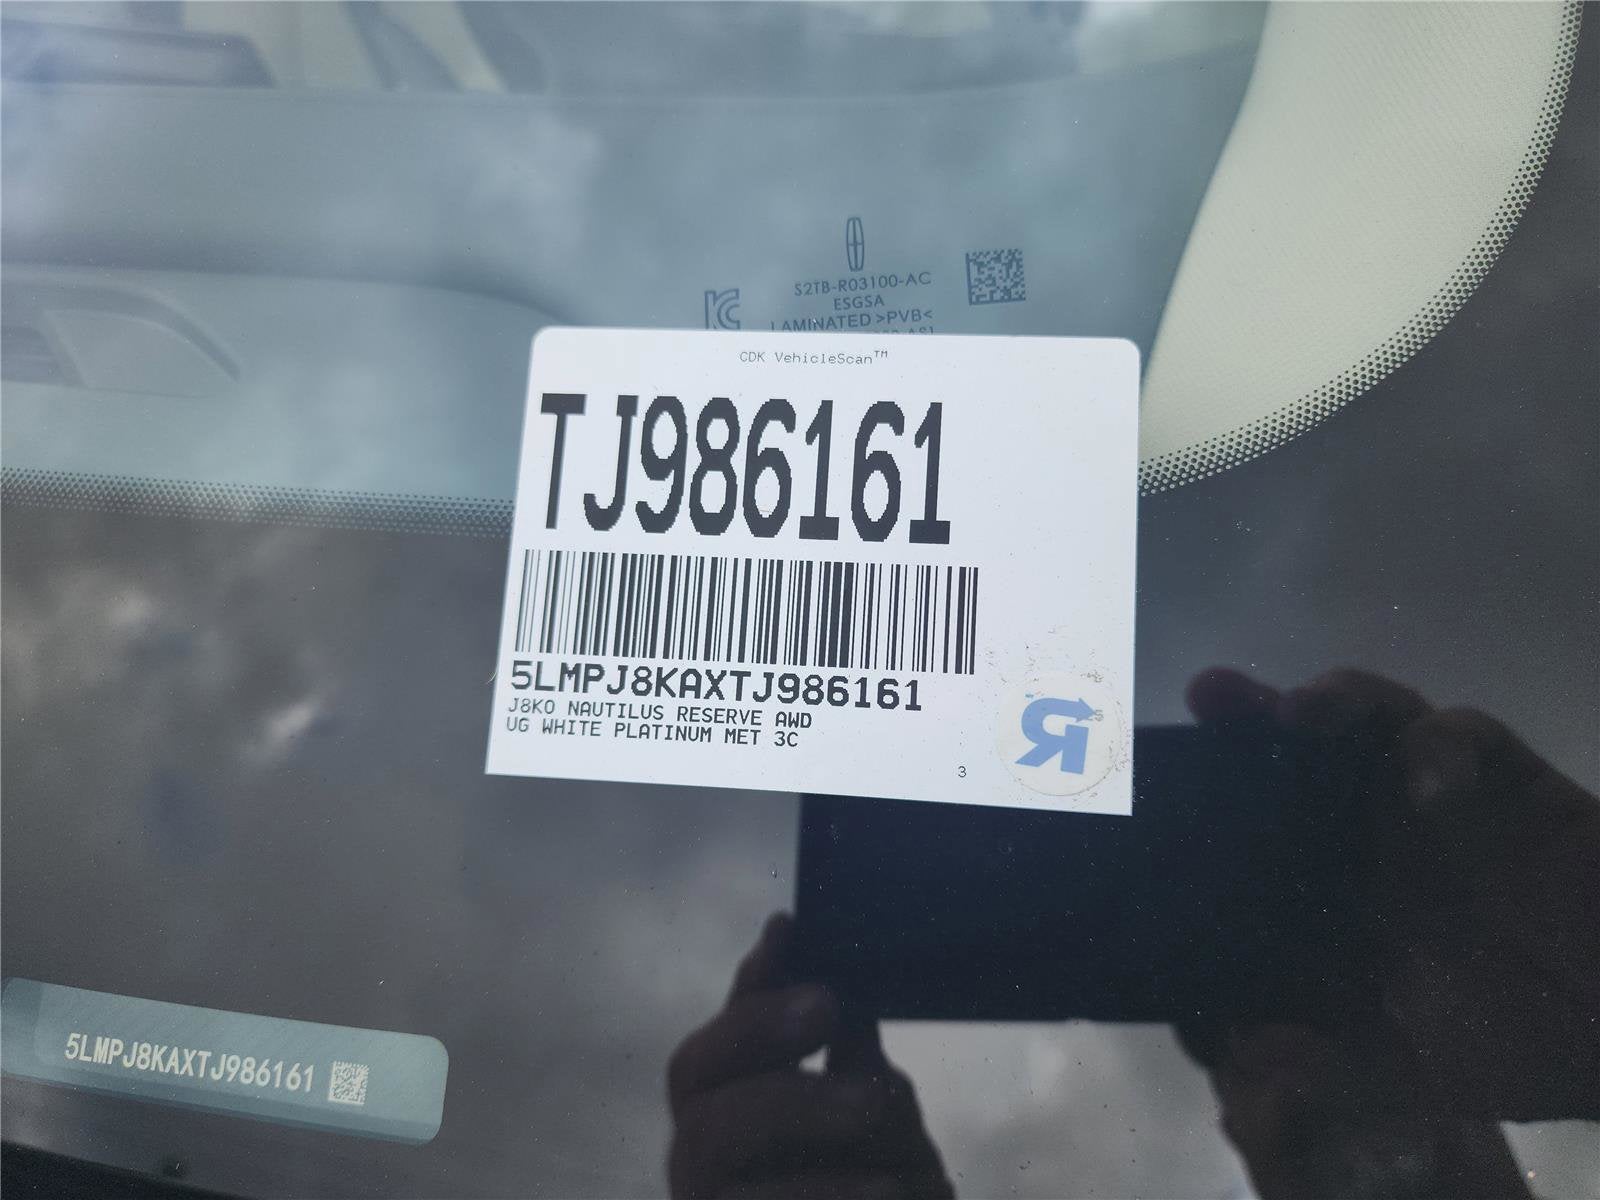 S2TB-R03100-AC
ESGSA
LAMINATED >PVB<
CDK VehicleScan™
TJ986161
5LMPJ8KAXTJ986161
J8K0 NAUTILUS RESERVE AWD
UG WHITE PLATINUM MET 3C
3
5LMPJ8KAXTJ986161